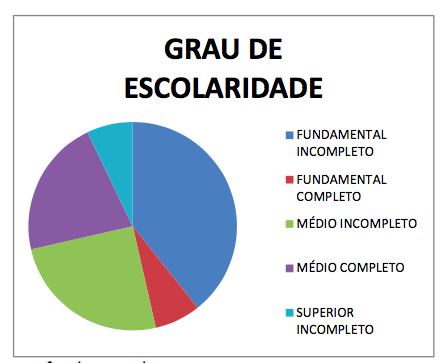 GRAU DE
ESCOLARIDADE
FUNDAMENTAL
INCOMPLETO
FUNDAMENTAL
COMPLETO
MÉDIO INCOMPLETO
MÉDIO COMPLETO
SUPERIOR
INCOMPLETO